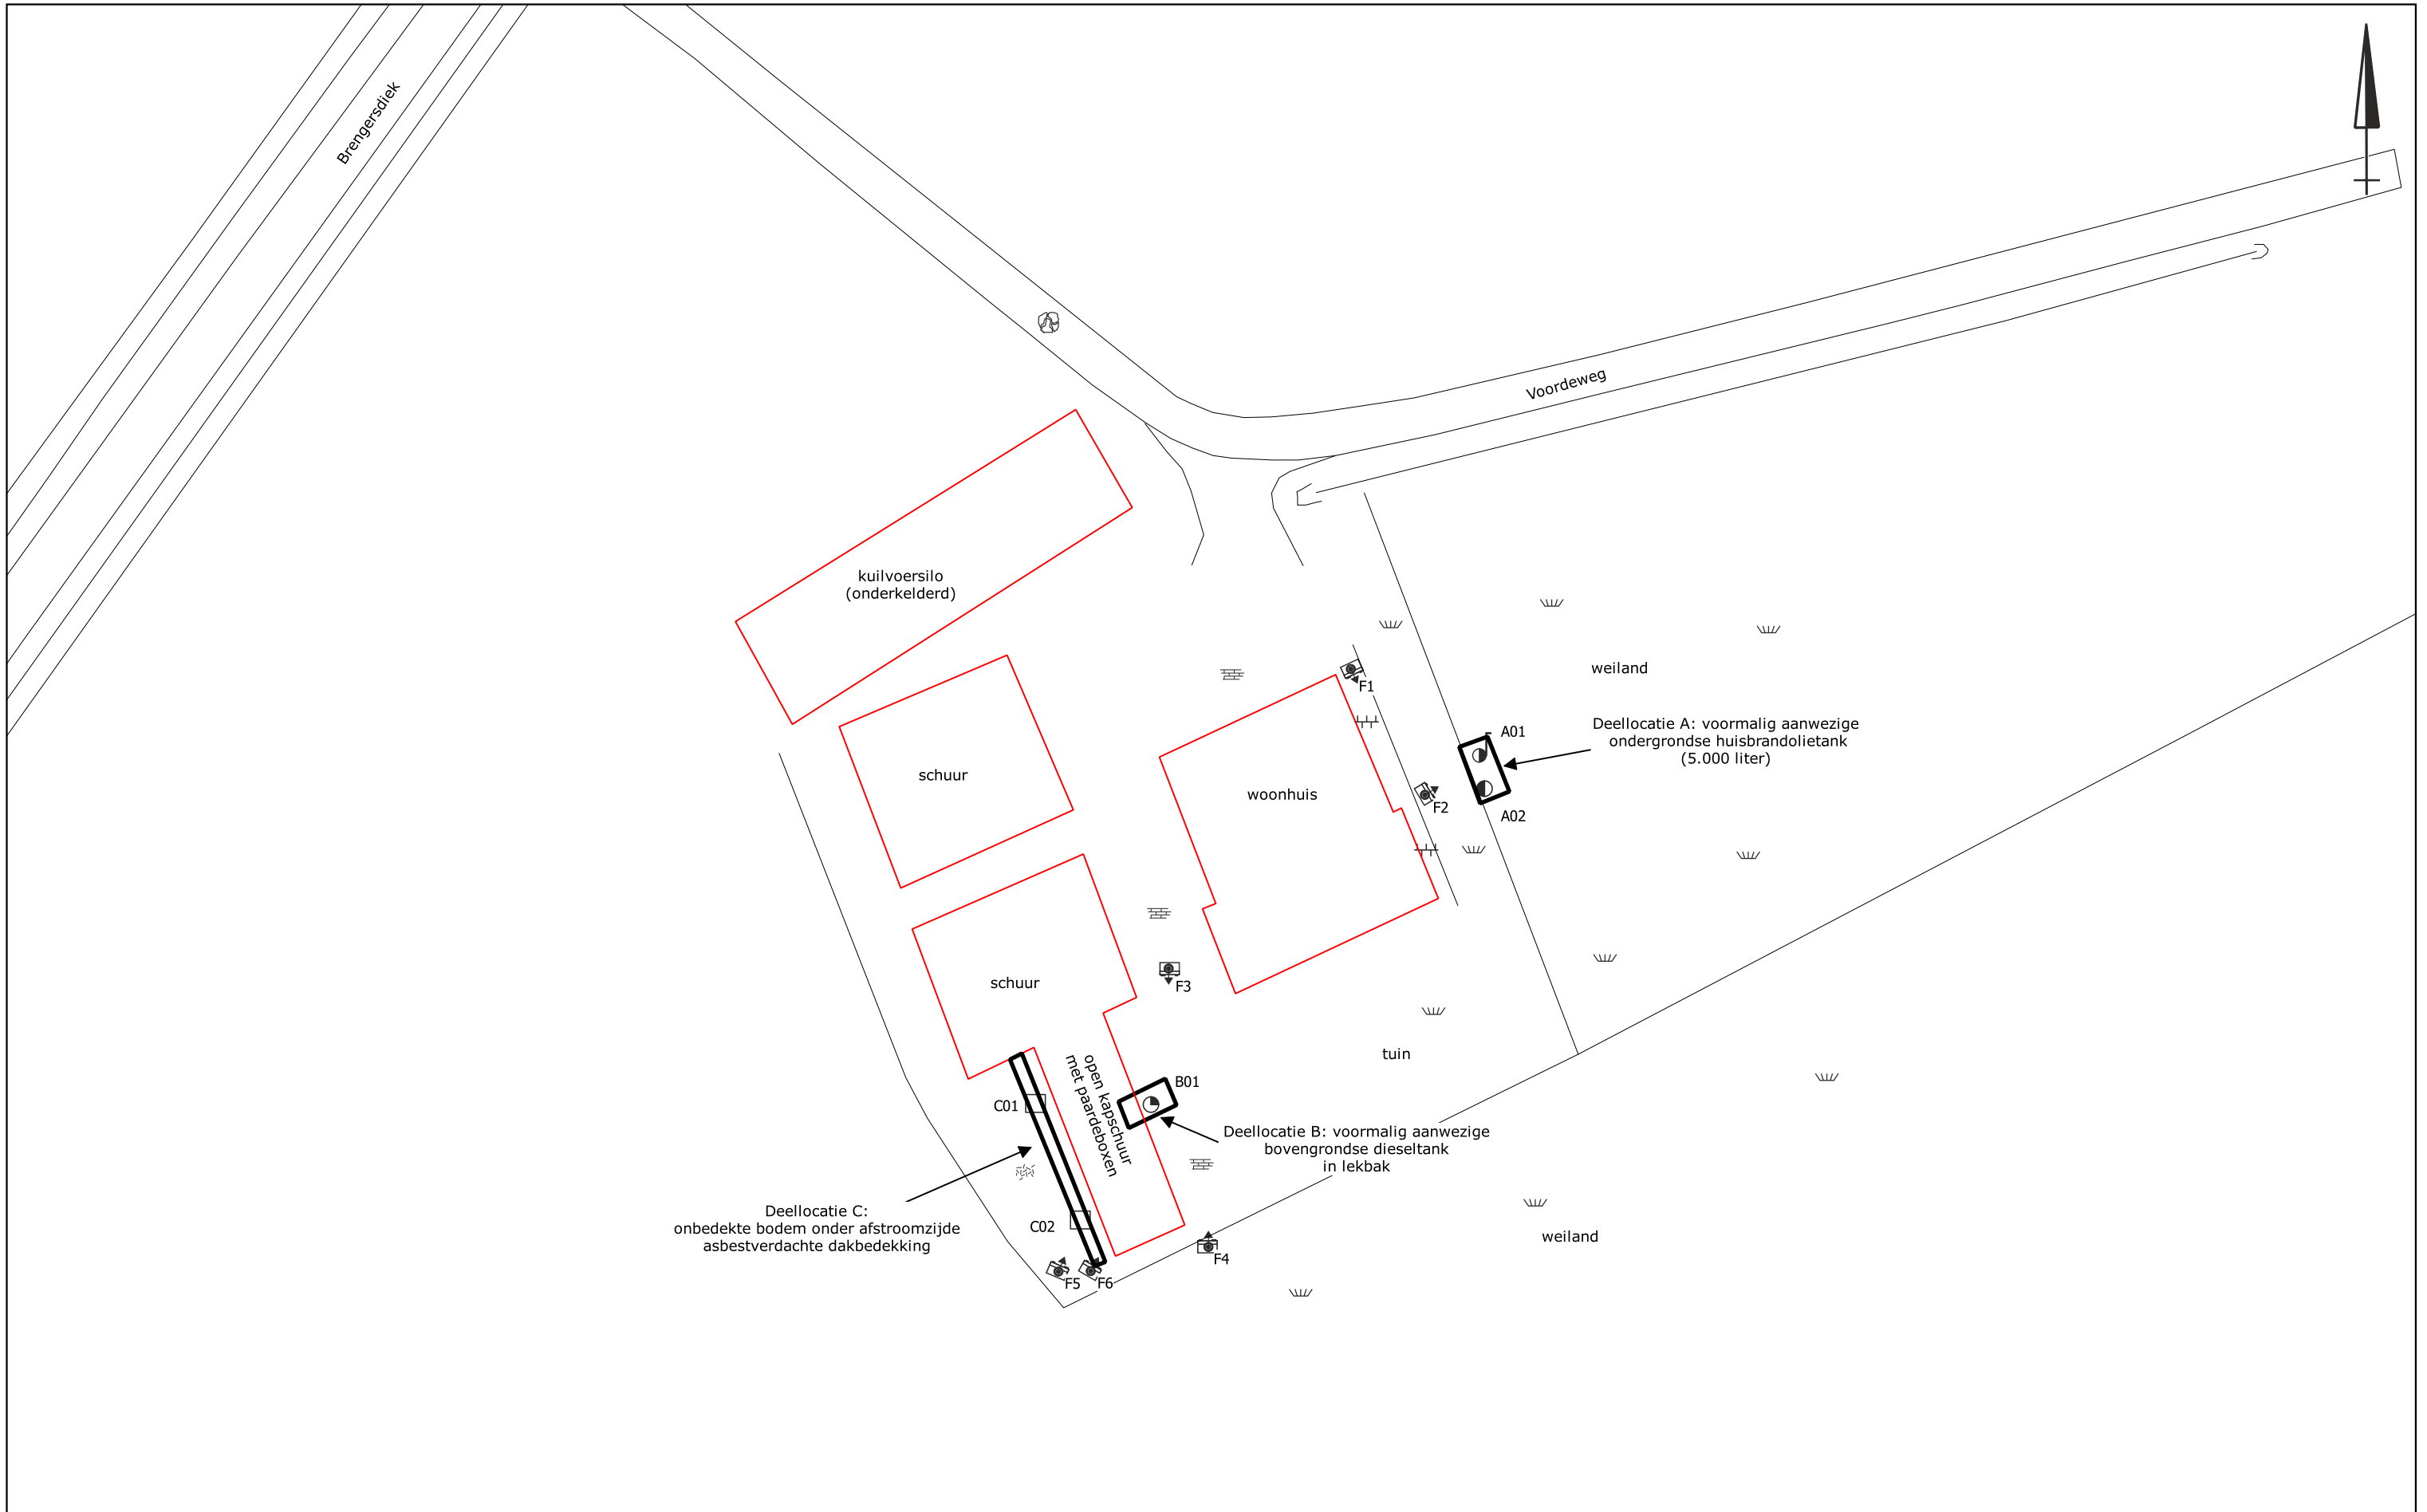 Brengersdiek
Voordeweg
kuilvoersilo
(onderkelderd)
weiland
F1
Deellocatie A: voormalig aanwezige
ondergrondse huisbrandolietank
(5.000 liter)
A01
schuur
woonhuis
F2
A02
schuur
F3
tuin
open kapschuur
met paardeboxen
B01
C01
Deellocatie B: voormalig aanwezige
bovengrondse dieseltank
in lekbak
Deellocatie C:
onbedekte bodem onder afstroomzijde
asbestverdachte dakbedekking
C02
weiland
F4
F5
F6